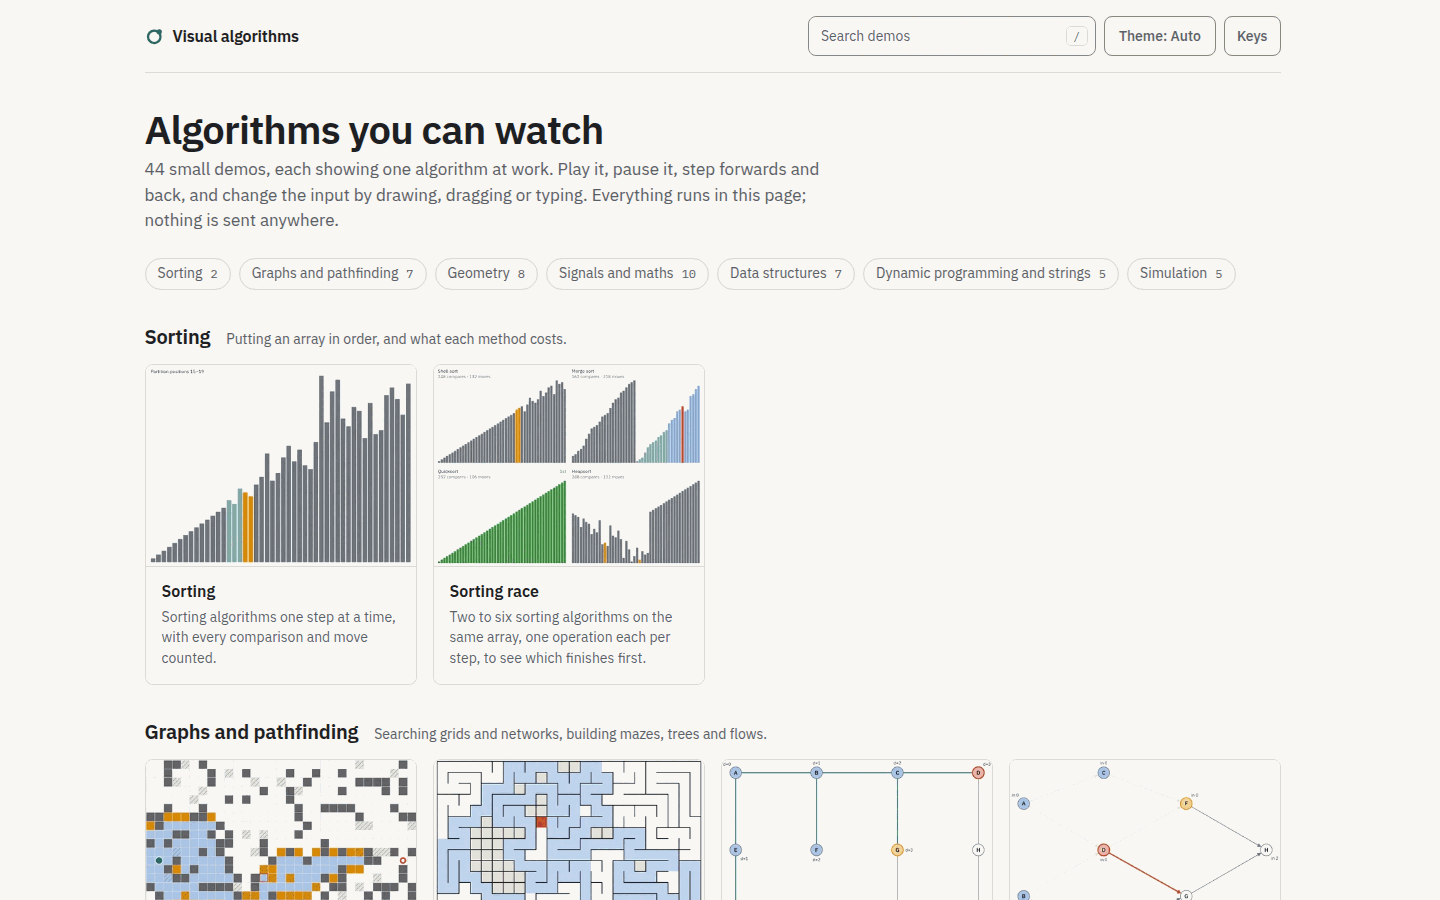 Visual algorithms
Search demos /
Theme: Auto
Keys
Algorithms you can watch
44 small demos, each showing one algorithm at work. Play it, pause it, step forwards and
back, and change the input by drawing, dragging or typing. Everything runs in this page;
nothing is sent anywhere.
Sorting 2
Graphs and pathfinding 7
Geometry 8
Signals and maths 10
Data structures 7
Dynamic programming and strings 5
Simulation 5
Sorting
Putting an array in order, and what each method costs.
Shell sort
Merge sort
Quicksort
Heapsort
Sorting
Sorting algorithms one step at a time,
with every comparison and move
counted.
Sorting race
Two to six sorting algorithms on the
same array, one operation each per
step, to see which finishes first.
Graphs and pathfinding
Searching grids and networks, building mazes, trees and flows.
A
B
C
D
E
F
G
H
C
A
F
D
H
B
G